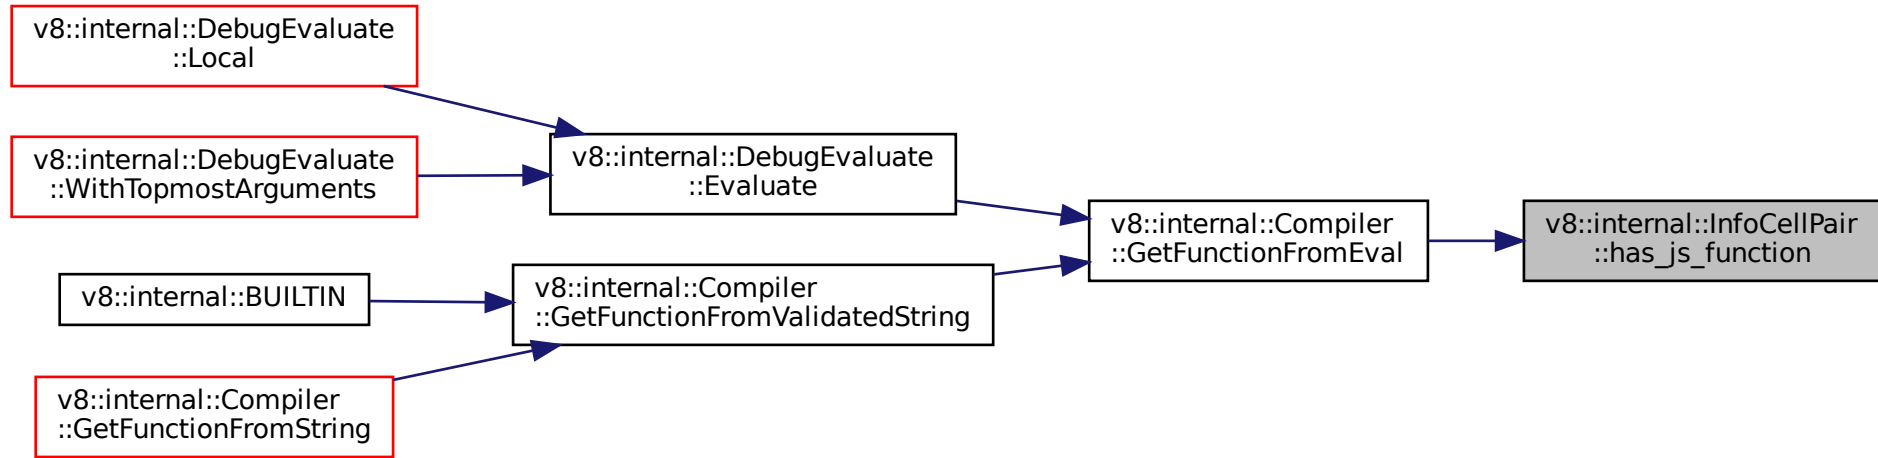 v8::internal::DebugEvaluate
::Local
v8::internal::DebugEvaluate
::WithTopmostArguments
v8::internal::BUILTIN
v8::internal::Compiler
::GetFunctionFromString
v8::internal::DebugEvaluate
::Evaluate
v8::internal::Compiler
::GetFunctionFromValidatedString
v8::internal::Compiler
::GetFunctionFromEval
v8::internal::InfoCellPair
::has_js_function